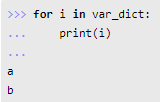 >>> for i in var_dict:
...     print(i)
...
a
b